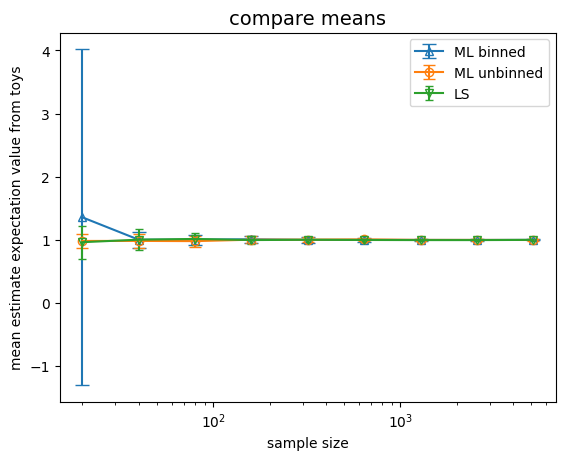 compare means
ML binned
ML unbinned
LS
mean estimate expectation value from toys
4
3
2
1
0
−1
10²
10³
sample size